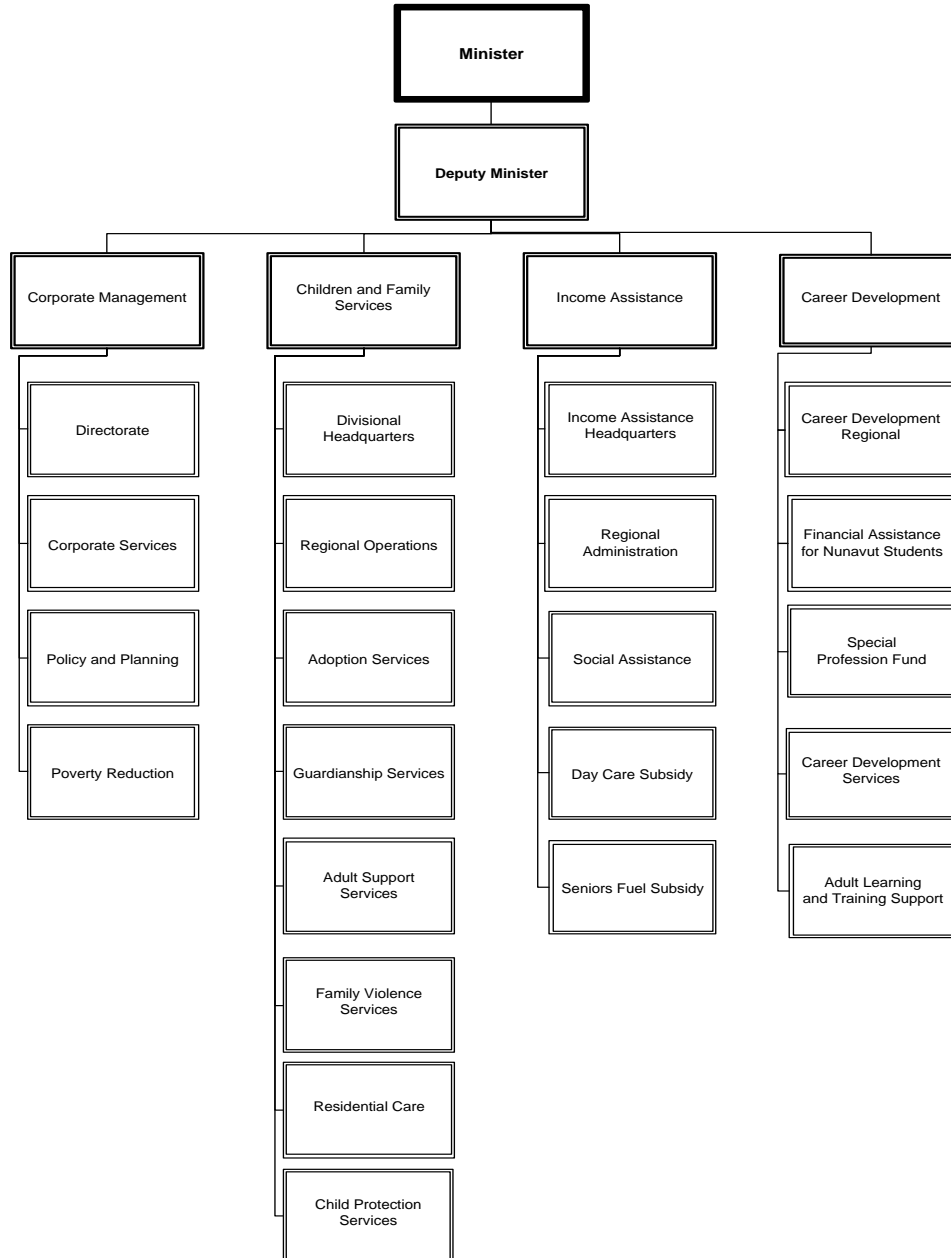 Minister
Deputy Minister
Corporate Management
Children and Family
Services
Income Assistance
Career Development
Directorate
Corporate Services
Policy and Planning
Poverty Reduction
Divisional
Headquarters
Regional Operations
Adoption Services
Guardianship Services
Adult Support
Services
Family Violence
Services
Residential Care
Child Protection
Services
Income Assistance
Headquarters
Regional
Administration
Social Assistance
Day Care Subsidy
Seniors Fuel Subsidy
Career Development
Regional
Financial Assistance
for Nunavut Students
Special
Profession Fund
Career Development
Services
Adult Learning
and Training Support